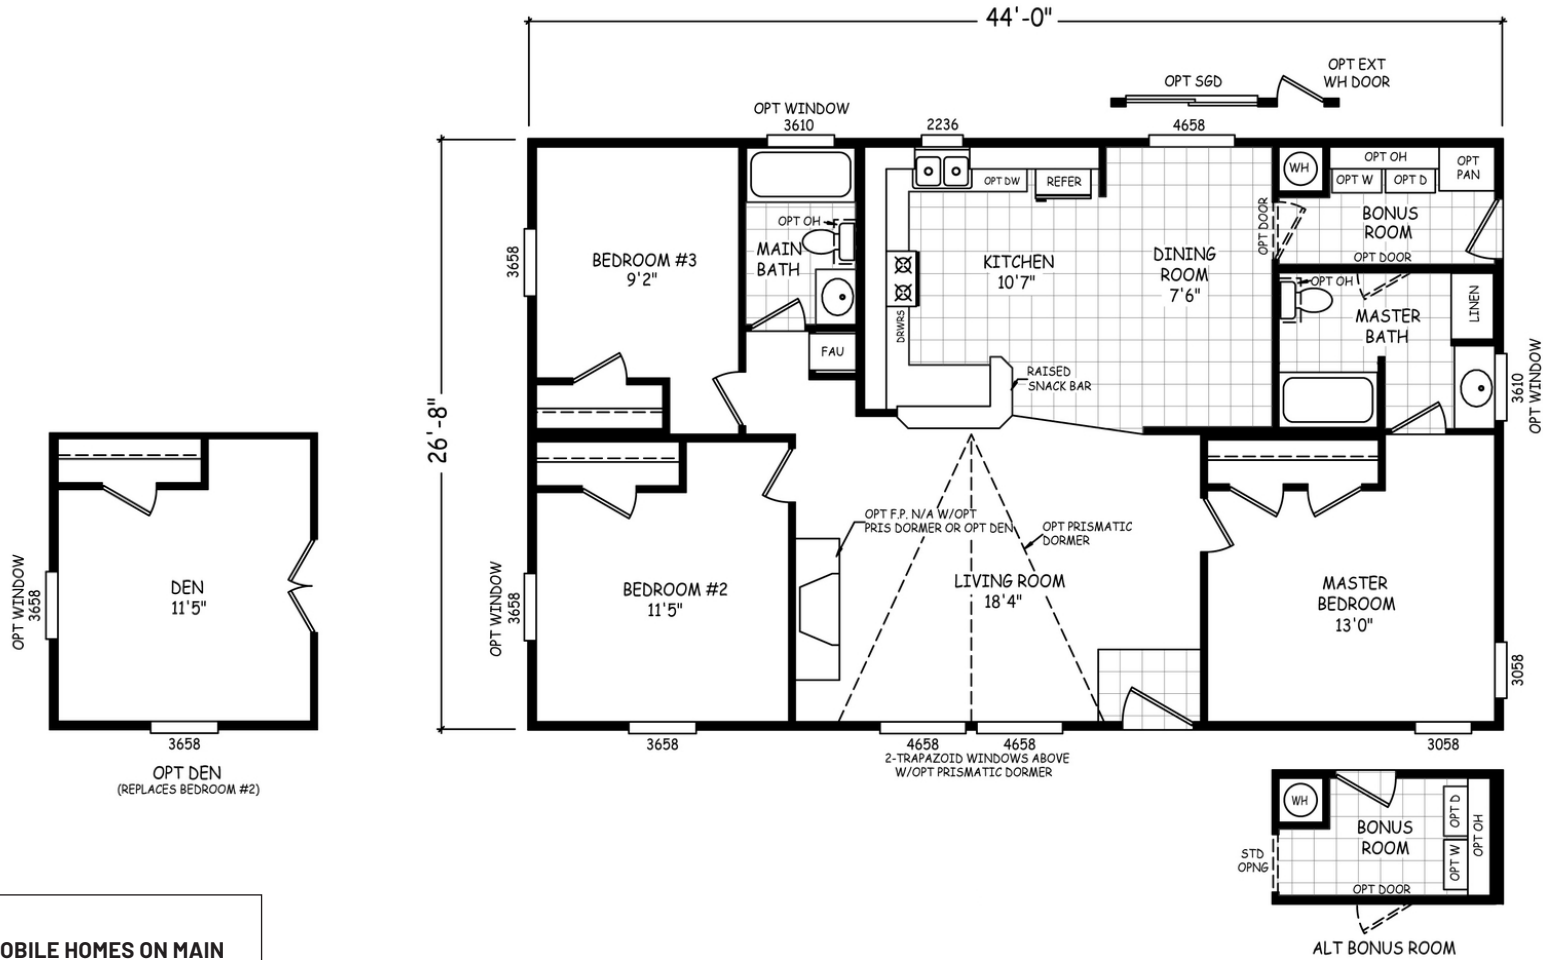 44'-0"
OPT SGD
OPT EXT
WH DOOR
OPT WINDOW
3610
2236
4658
WH
OPT OH
OPT W
OPT D
OPT
PAN
OPT DW
REFER
OPT DOOR
BONUS
ROOM
OPT DOOR
3658
BEDROOM #3
9'2"
OPT OH
MAIN
BATH
KITCHEN
10'7"
DINING
ROOM
7'6"
OPT OH
LINEN
MASTER
BATH
DRWRS
FAU
RAISED
SNACK BAR
3610
OPT WINDOW
26'-8"
OPT F.P. N/A W/OPT
PRIS DORMER OR OPT DEN
OPT PRISMATIC
DORMER
OPT WINDOW
3658
DEN
11'5"
OPT WINDOW
3658
BEDROOM #2
11'5"
LIVING ROOM
18'4"
MASTER
BEDROOM
13'0"
3058
3658
3658
4658
4658
3058
2-TRAPAZOID WINDOWS ABOVE
W/OPT PRISMATIC DORMER
OPT DEN
(REPLACES BEDROOM #2)
WH
BONUS
ROOM
OPT D
OPT W
OPT OH
STD
OPNG
OPT DOOR
ALT BONUS ROOM
OBILE HOMES ON MAIN